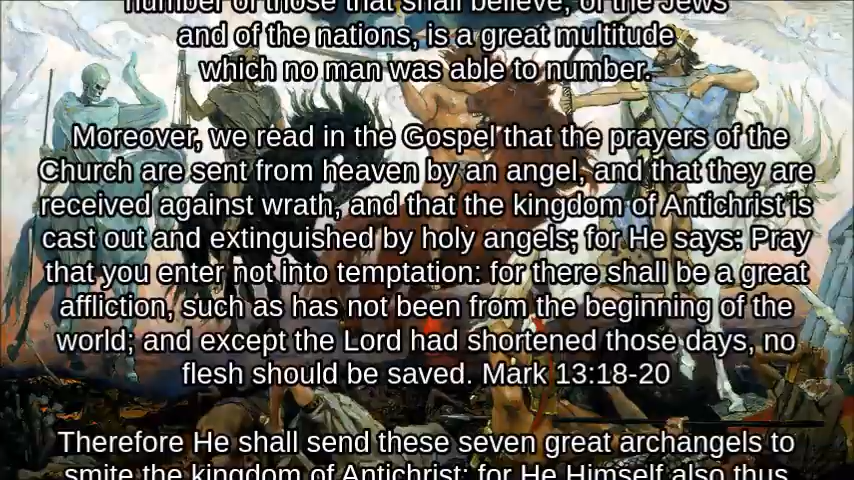 number of those that shall believe, of the Jews
and of the nations, is a great multitude
which no man was able to number.
Moreover, we read in the Gospel that the prayers of the
Church are sent from heaven by an angel, and that they are
received against wrath, and that the kingdom of Antichrist is
cast out and extinguished by holy angels; for He says: Pray
that you enter not into temptation: for there shall be a great
affliction, such as has not been from the beginning of the
world; and except the Lord had shortened those days, no
flesh should be saved. Mark 13:18-20
Therefore He shall send these seven great archangels to
smite the kingdom of Antichrist; for He Himself also thus